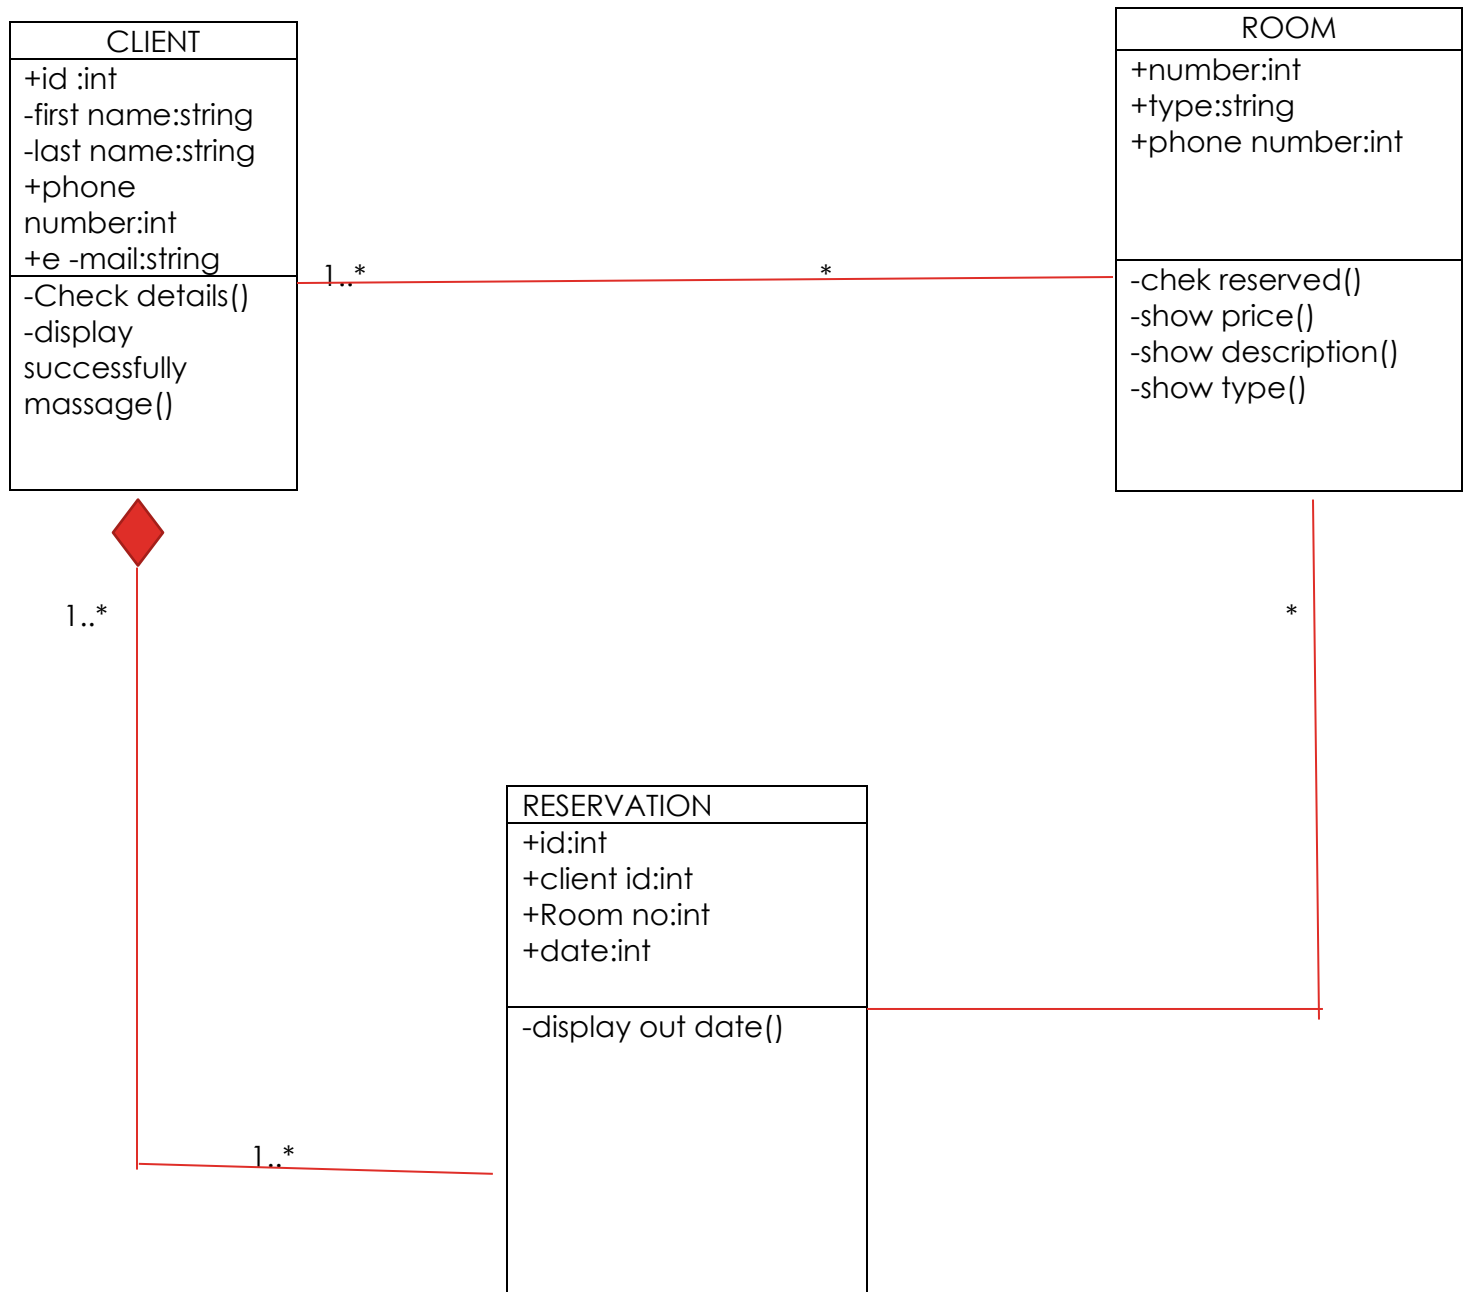 CLIENT
+id :int
-first name:string
-last name:string
+phone
number:int
+e -mail:string
-Check details()
-display
successfully
massage()
ROOM
+number:int
+type:string
+phone number:int
-chek reserved()
-show price()
-show description()
-show type()
1..*
*
1..*
*
RESERVATION
+id:int
+client id:int
+Room no:int
+date:int
-display out date()
1..*